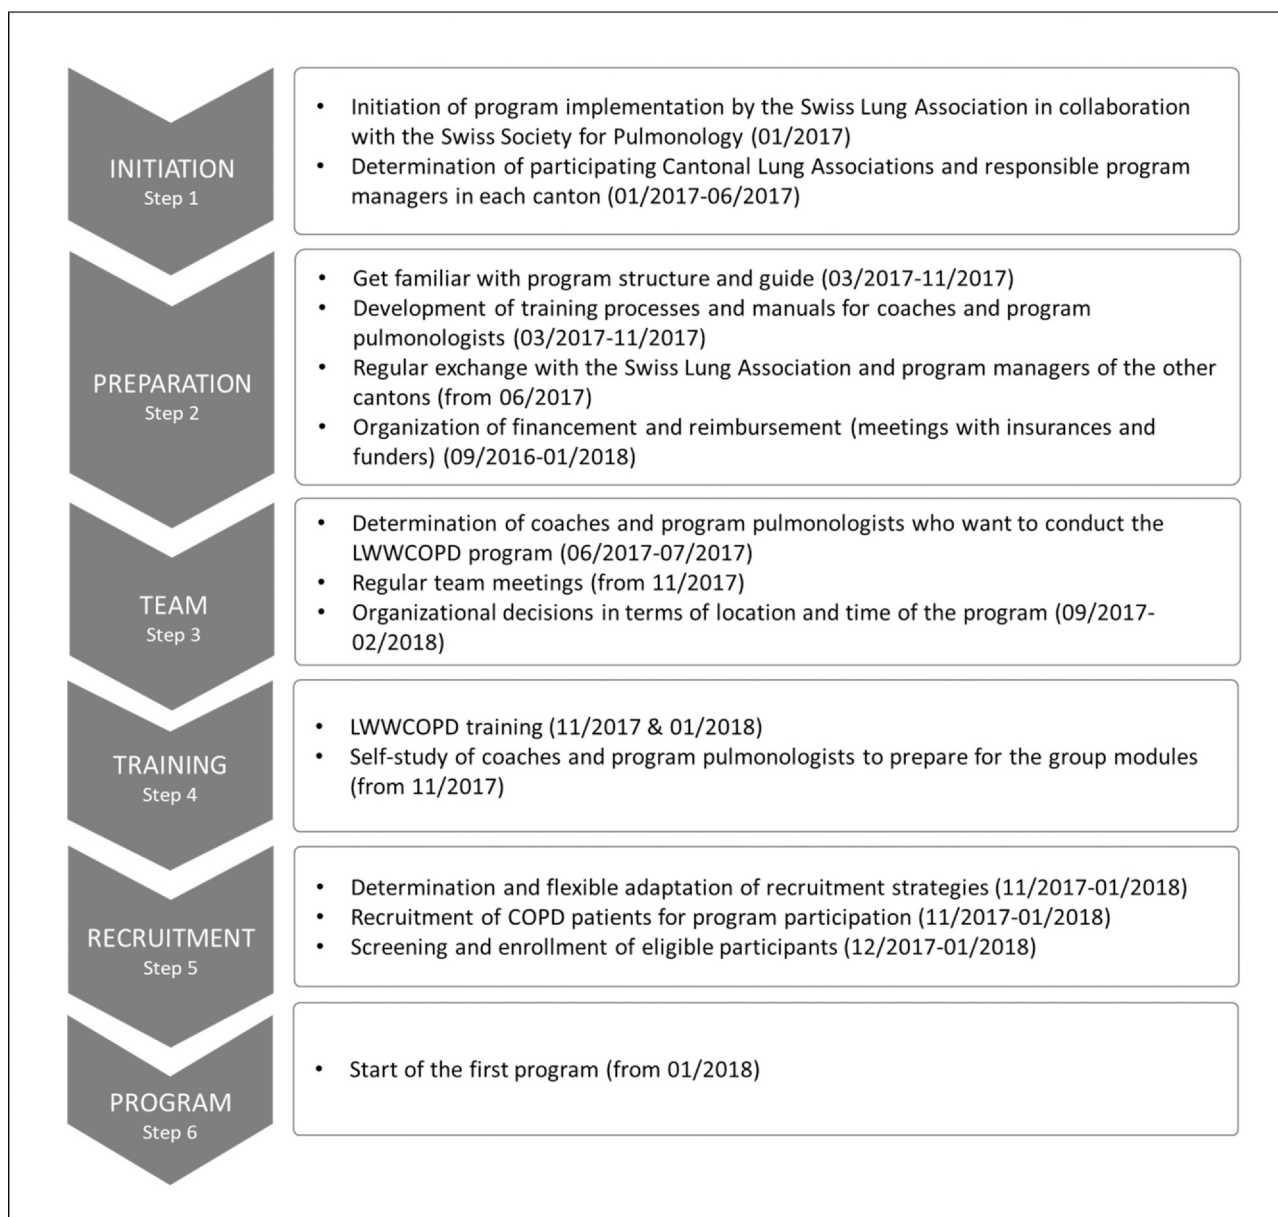 INITIATION
Step 1
• Initiation of program implementation by the Swiss Lung Association in collaboration
with the Swiss Society for Pulmonology (01/2017)
• Determination of participating Cantonal Lung Associations and responsible program
managers in each canton (01/2017-06/2017)
PREPARATION
Step 2
• Get familiar with program structure and guide (03/2017-11/2017)
• Development of training processes and manuals for coaches and program
pulmonologists (03/2017-11/2017)
• Regular exchange with the Swiss Lung Association and program managers of the other
cantons (from 06/2017)
• Organization of financement and reimbursement (meetings with insurances and
funders) (09/2016-01/2018)
TEAM
Step 3
• Determination of coaches and program pulmonologists who want to conduct the
LWWCOPD program (06/2017-07/2017)
• Regular team meetings (from 11/2017)
• Organizational decisions in terms of location and time of the program (09/2017-
02/2018)
TRAINING
Step 4
• LWWCOPD training (11/2017 & 01/2018)
• Self-study of coaches and program pulmonologists to prepare for the group modules
(from 11/2017)
RECRUITMENT
Step 5
• Determination and flexible adaptation of recruitment strategies (11/2017-01/2018)
• Recruitment of COPD patients for program participation (11/2017-01/2018)
• Screening and enrollment of eligible participants (12/2017-01/2018)
PROGRAM
Step 6
• Start of the first program (from 01/2018)